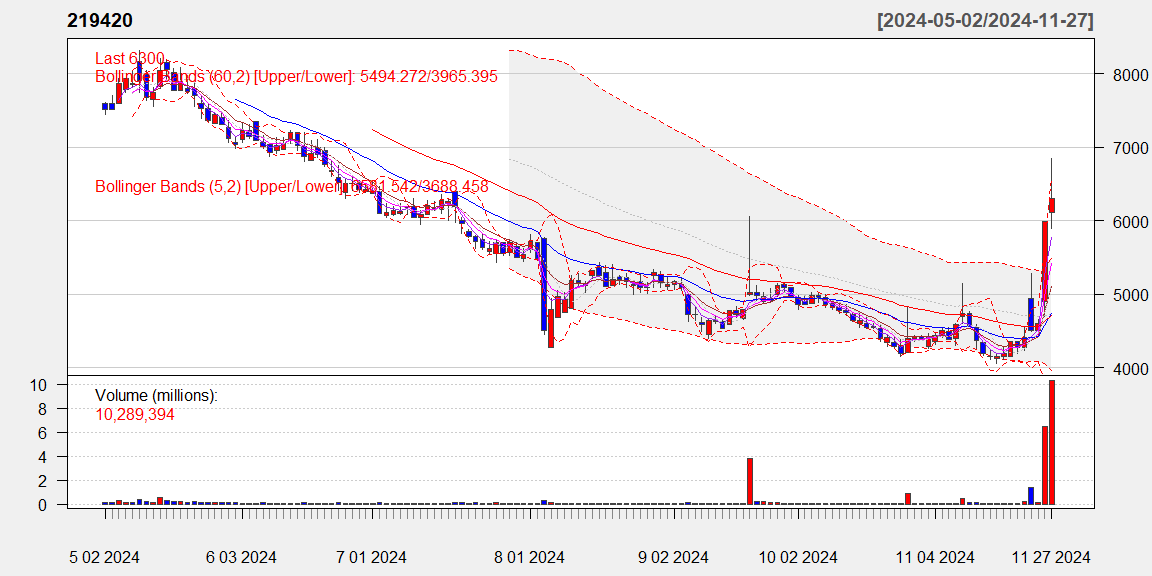 219420 [2024-05-02/2024-11-27]
Last 6300
Bollinger Bands (60,2) [Upper/Lower]: 5494.272/3965.395
Bollinger Bands (5,2) [Upper/Lower]: 6581.542/3688.458
8000
7000
6000
5000
4000
Volume (millions):
10,289,394
10
8
6
4
2
0
5 02 2024 6 03 2024 7 01 2024 8 01 2024 9 02 2024 10 02 2024 11 04 2024 11 27 2024